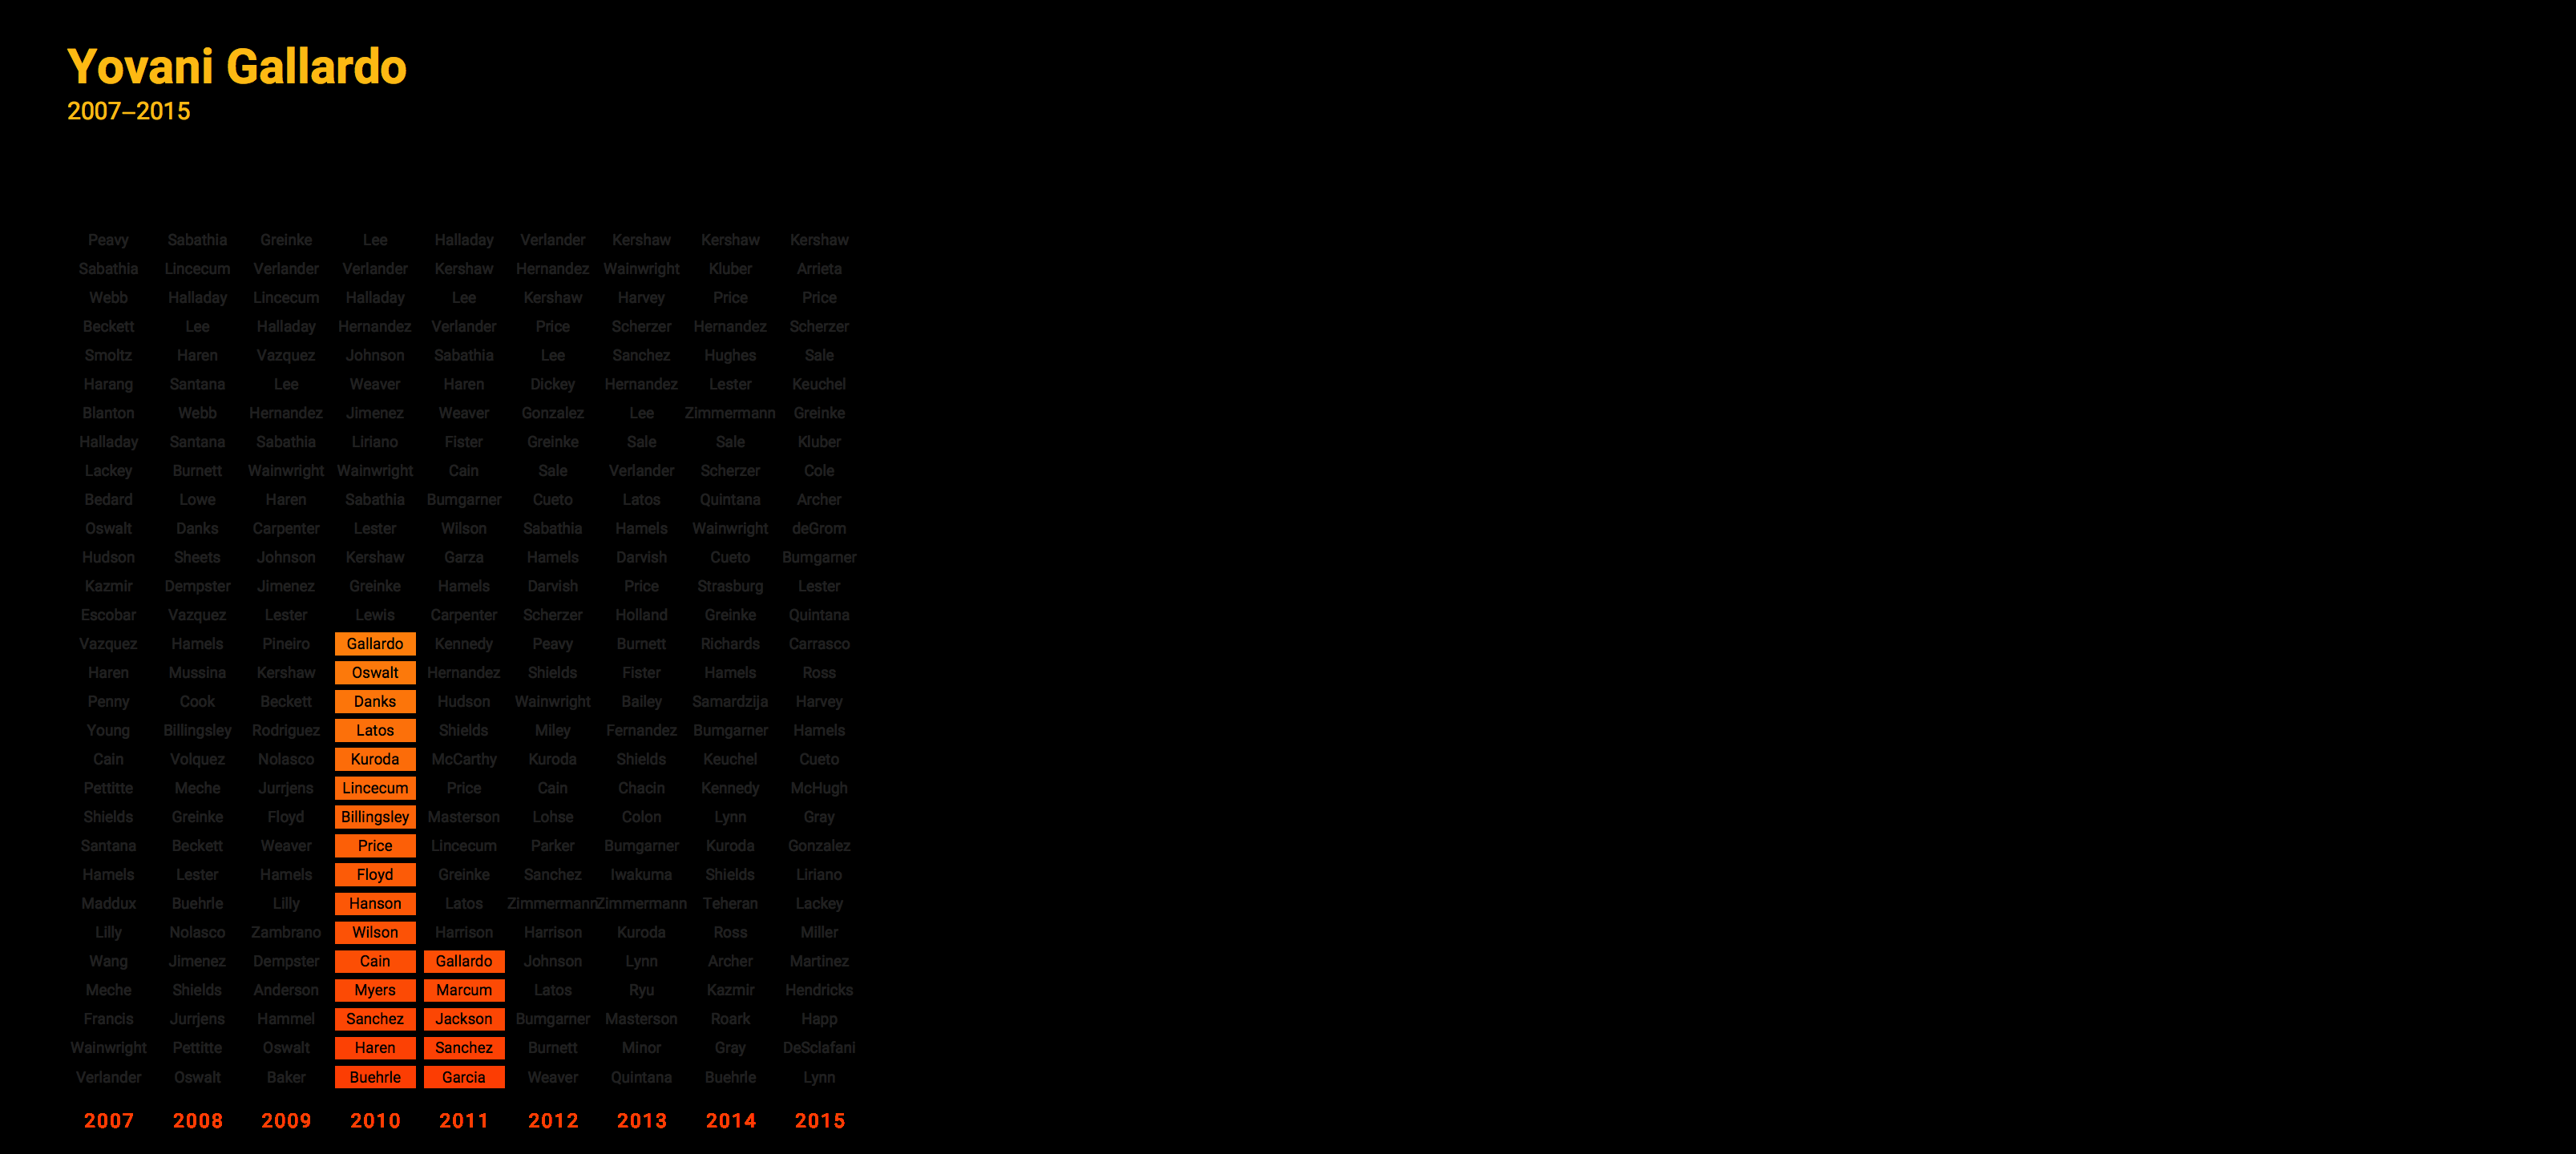 Yovani Gallardo
2007–2015
Peavy Sabathia Greinke Lee Halladay Verlander Kershaw Kershaw Kershaw
Sabathia Lincecum Verlander Verlander Kershaw Hernandez Wainwright Kluber Arrieta
Webb Halladay Lincecum Halladay Lee Kershaw Harvey Price Price
Beckett Lee Halladay Hernandez Verlander Price Scherzer Hernandez Scherzer
Smoltz Haren Vazquez Johnson Sabathia Lee Sanchez Hughes Sale
Harang Santana Lee Weaver Haren Dickey Hernandez Lester Keuchel
Blanton Webb Hernandez Jimenez Weaver Gonzalez Lee Zimmermann Greinke
Halladay Santana Sabathia Liriano Fister Greinke Sale Sale Kluber
Lackey Burnett Wainwright Wainwright Cain Sale Verlander Scherzer Cole
Bedard Lowe Haren Sabathia Bumgarner Cueto Latos Quintana Archer
Oswalt Danks Carpenter Lester Wilson Sabathia Hamels Wainwright deGrom
Hudson Sheets Johnson Kershaw Garza Hamels Darvish Cueto Bumgarner
Kazmir Dempster Jimenez Greinke Hamels Darvish Price Strasburg Lester
Escobar Vazquez Lester Lewis Carpenter Scherzer Holland Greinke Quintana
Vazquez Hamels Pineiro Gallardo Kennedy Peavy Burnett Richards Carrasco
Haren Mussina Kershaw Oswalt Hernandez Shields Fister Hamels Ross
Penny Cook Beckett Danks Hudson Wainwright Bailey Samardzija Harvey
Young Billingsley Rodriguez Latos Shields Miley Fernandez Bumgarner Hamels
Cain Volquez Nolasco Kuroda McCarthy Kuroda Shields Keuchel Cueto
Pettitte Meche Jurrjens Lincecum Price Cain Chacin Kennedy McHugh
Shields Greinke Floyd Billingsley Masterson Lohse Colon Lynn Gray
Santana Beckett Weaver Price Lincecum Parker Bumgarner Kuroda Gonzalez
Hamels Lester Hamels Floyd Greinke Sanchez Iwakuma Shields Liriano
Maddux Buehrle Lilly Hanson Latos Zimmermann Zimmermann Teheran Lackey
Lilly Nolasco Zambrano Wilson Harrison Harrison Kuroda Ross Miller
Wang Jimenez Dempster Cain Gallardo Johnson Lynn Archer Martinez
Meche Shields Anderson Myers Marcum Latos Ryu Kazmir Hendricks
Francis Jurrjens Hammel Sanchez Jackson Bumgarner Masterson Roark Happ
Wainwright Pettitte Oswalt Haren Sanchez Burnett Minor Gray DeSclafani
Verlander Oswalt Baker Buehrle Garcia Weaver Quintana Buehrle Lynn
2007 2008 2009 2010 2011 2012 2013 2014 2015